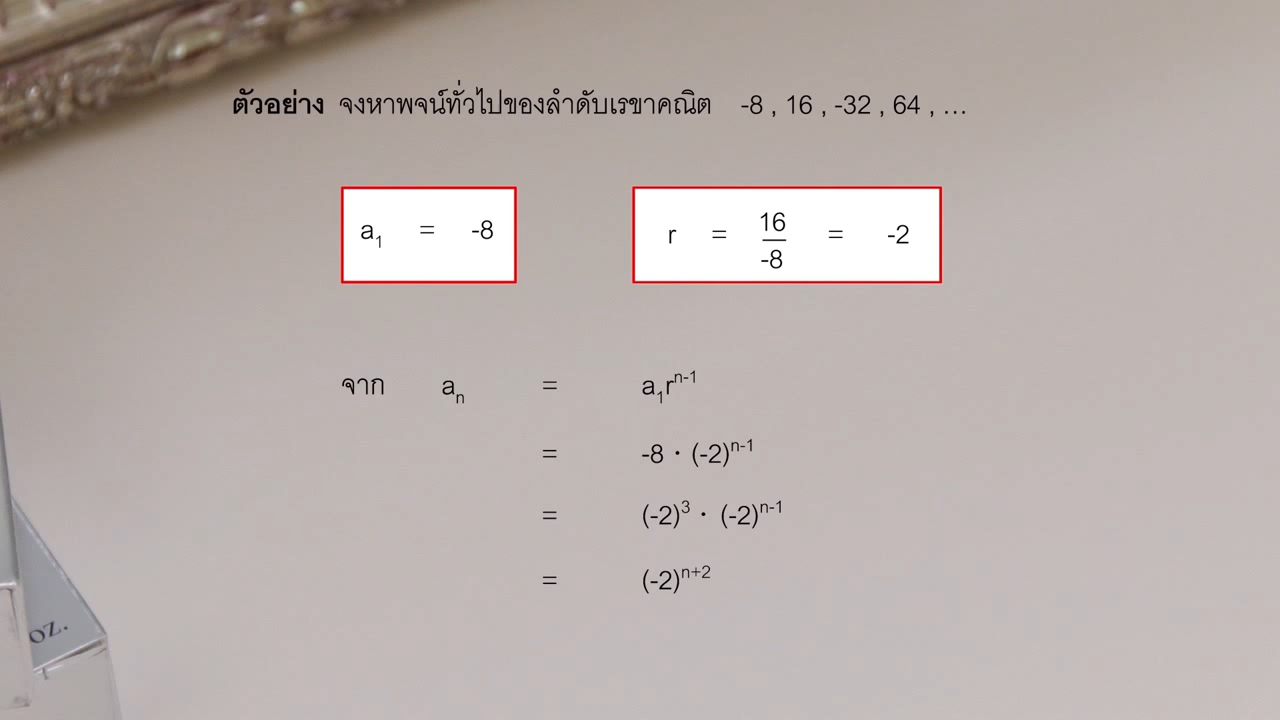 ตัวอย่าง จงหาพจน์ทั่วไปของลำดับเรขาคณิต -8 , 16 , -32 , 64 , ...
a₁ = -8
r = 16/-8 = -2
จาก aₙ = a₁rⁿ⁻¹
= -8 · (-2)ⁿ⁻¹
= (-2)³ · (-2)ⁿ⁻¹
= (-2)ⁿ⁺²
oz.